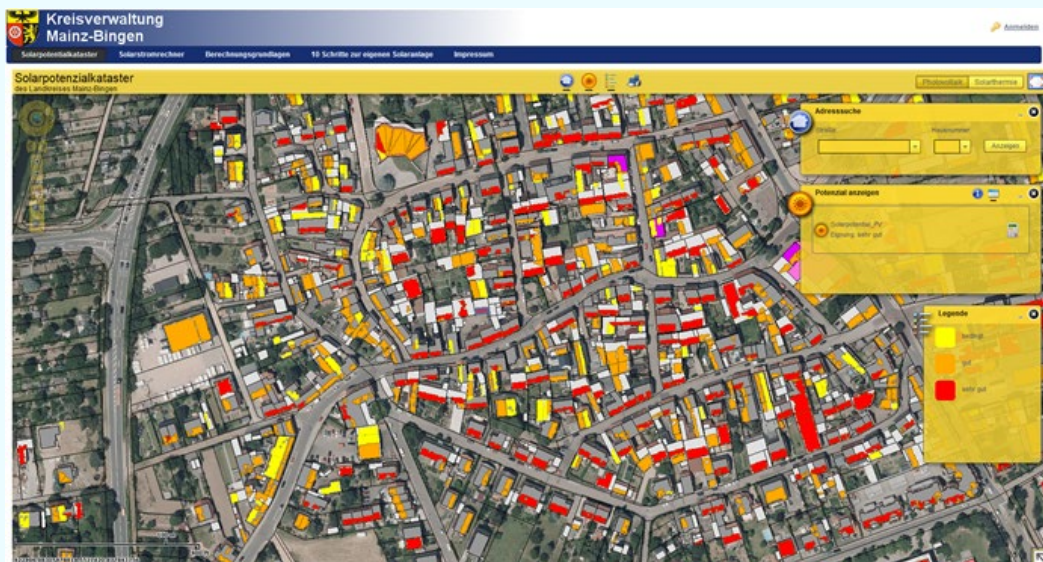 Kreisverwaltung
Mainz-Bingen
Anmelden
Solarpotentialkataster Solarstromrechner Berechnungsgrundlagen 10 Schritte zur eigenen Solaranlage Impressum
Solarpotenzialkataster
des Landkreises Mainz-Bingen
Photovoltaik Solarthermie
Adresssuche
Straße Hausnummer
Anzeigen
Potenzial anzeigen
Solarpotential_PV
Eignung: sehr gut
Legende
bedingt
gut
sehr gut